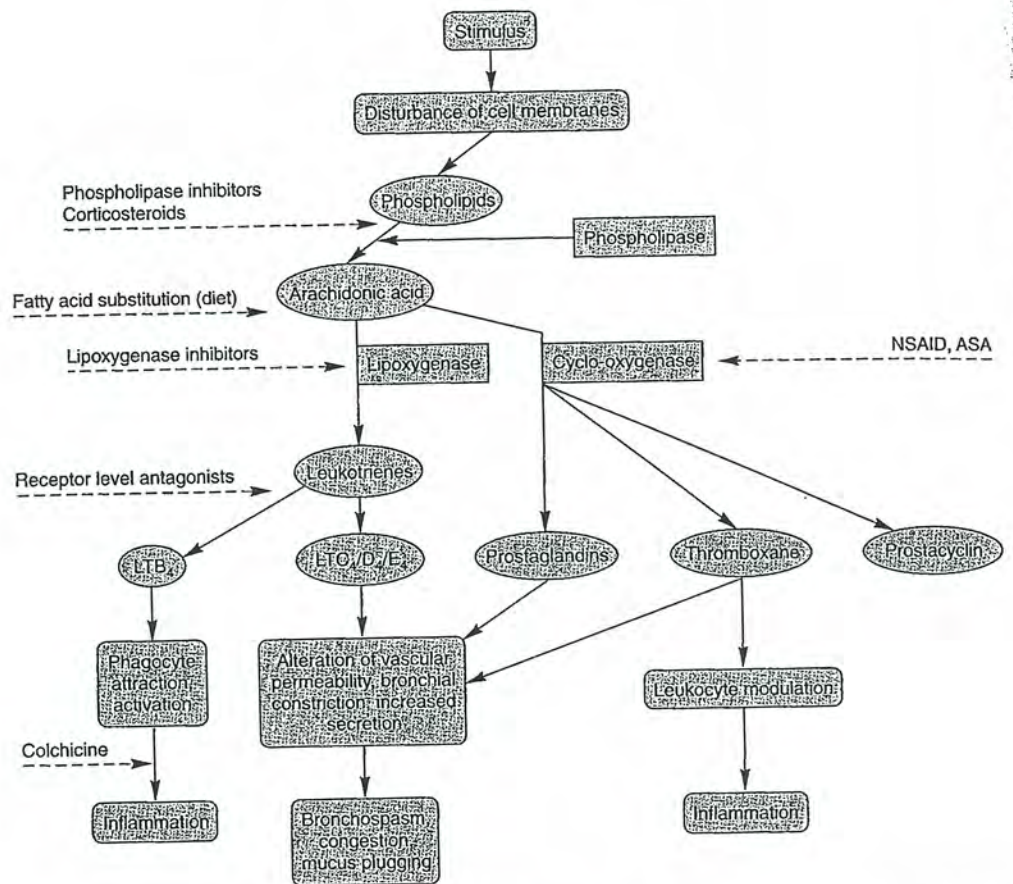 Stimulus
Disturbance of cell membranes
Phospholipase inhibitors
Corticosteroids
Phospholipids
Phospholipase
Arachidonic acid
Fatty acid substitution (diet)
Lipoxygenase inhibitors
Lipoxygenase
Cyclo-oxygenase
NSAID, ASA
Leukotrienes
Receptor level antagonists
LTB₄
LTC₄/D₄/E₄
Prostaglandins
Thromboxane
Prostacyclin
Phagocyte
attraction,
activation
Alteration of vascular
permeability, bronchial
constriction, increased
secretion
Leukocyte modulation
Colchicine
Inflammation
Bronchospasm,
congestion,
mucus plugging
Inflammation